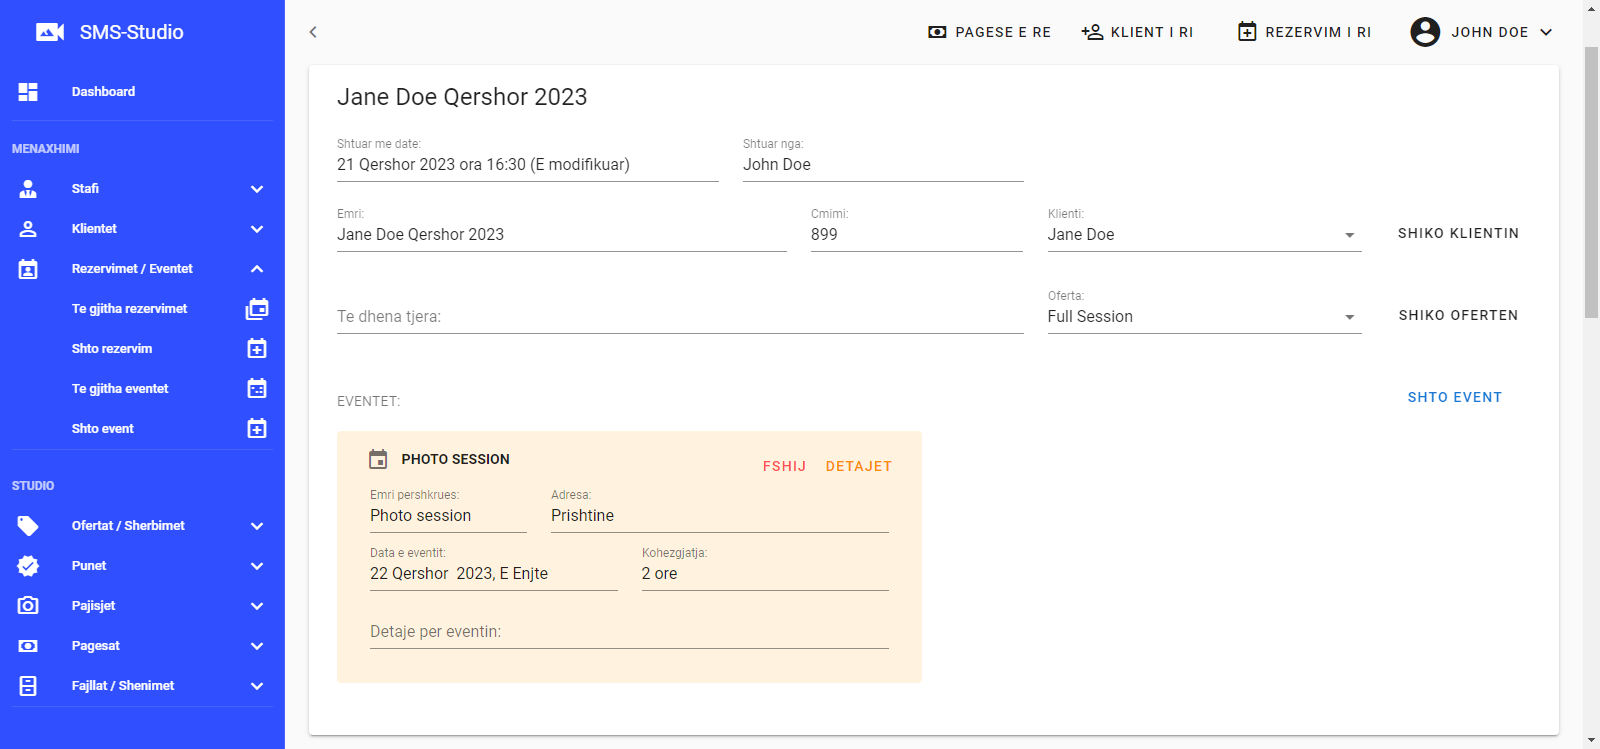 SMS-Studio
Dashboard
MENAXHIMI
Stafi
Klientet
Rezervimet / Eventet
Te gjitha rezervimet
Shto rezervim
Te gjitha eventet
Shto event
STUDIO
Ofertat / Sherbimet
Punet
Pajisjet
Pagesat
Fajllat / Shenimet
PAGESE E RE
KLIENT I RI
REZERVIM I RI
JOHN DOE
Jane Doe Qershor 2023
Shtuar me date:
21 Qershor 2023 ora 16:30 (E modifikuar)
Shtuar nga:
John Doe
Emri:
Jane Doe Qershor 2023
Cmimi:
899
Klienti:
Jane Doe
SHIKO KLIENTIN
Te dhena tjera:
Oferta:
Full Session
SHIKO OFERTEN
EVENTET:
SHTO EVENT
PHOTO SESSION
FSHIJ
DETAJET
Emri pershkrues:
Photo session
Adresa:
Prishtine
Data e eventit:
22 Qershor  2023, E Enjte
Kohezgjatja:
2 ore
Detaje per eventin: